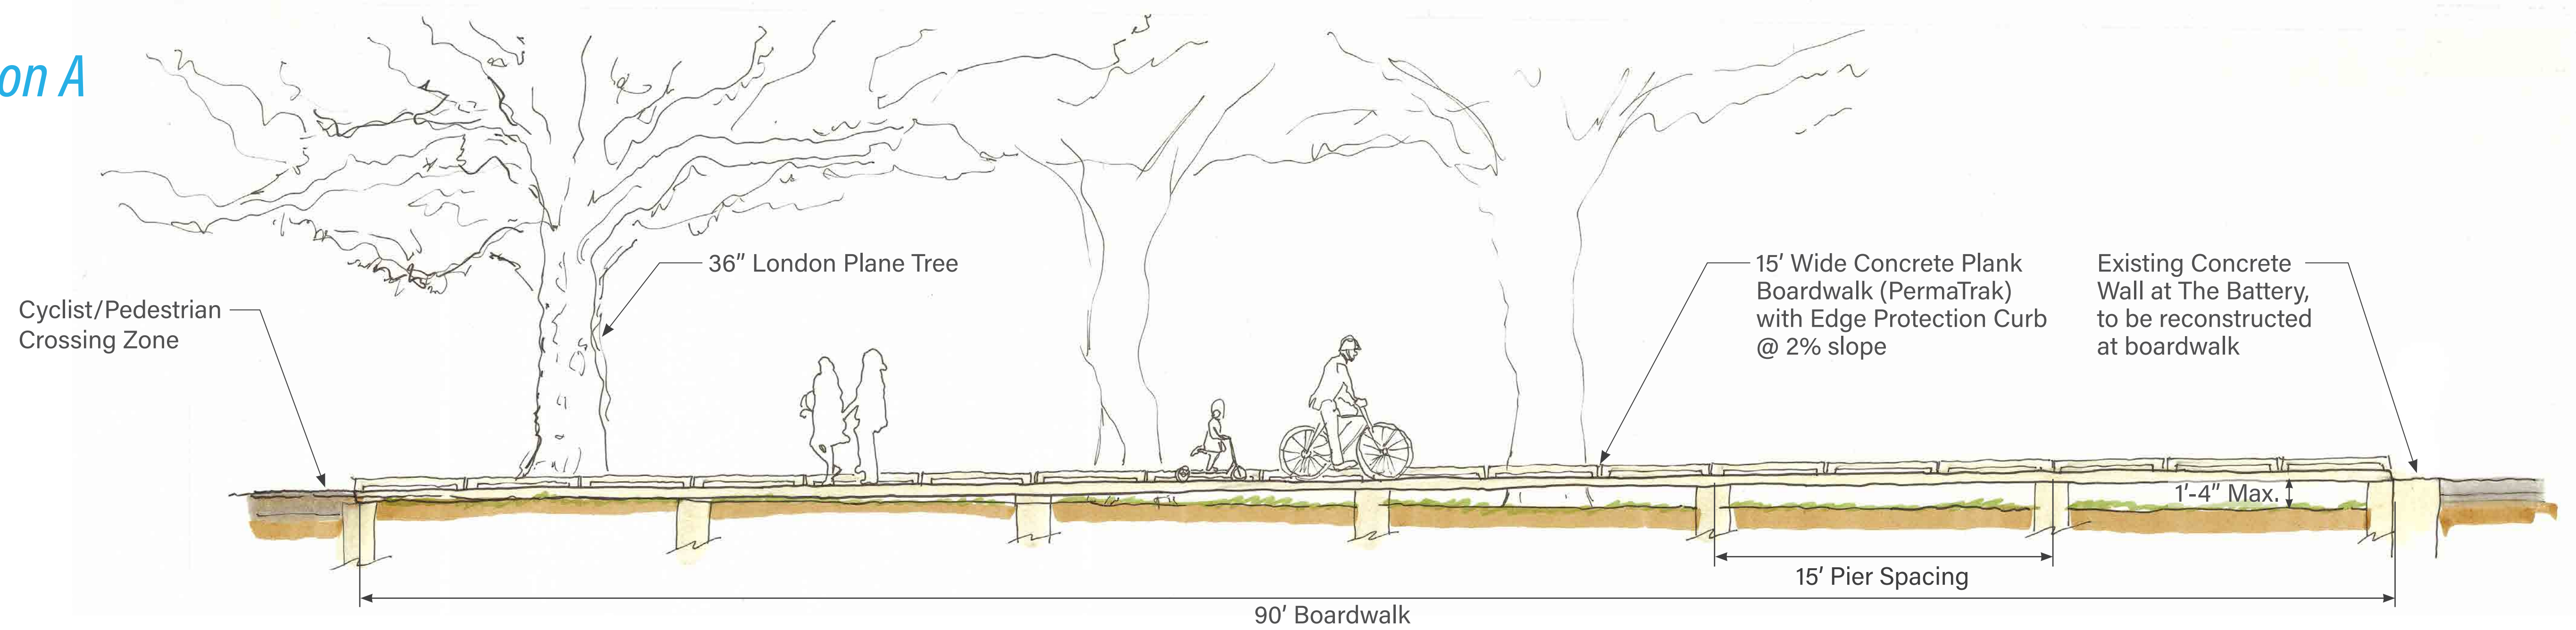 on A
36” London Plane Tree
Cyclist/Pedestrian
Crossing Zone
15’ Wide Concrete Plank
Boardwalk (PermaTrak)
with Edge Protection Curb
@ 2% slope
Existing Concrete
Wall at The Battery,
to be reconstructed
at boardwalk
1’-4” Max.
15’ Pier Spacing
90’ Boardwalk